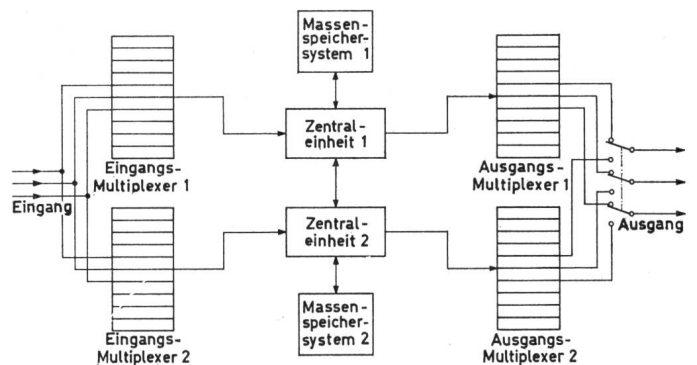 Massen-
speicher-
system 1
Zentral-
einheit 1
Eingangs-
Multiplexer 1
Ausgangs-
Multiplexer 1
Eingang
Zentral-
einheit 2
Ausgang
Massen-
speicher-
system 2
Eingangs-
Multiplexer 2
Ausgangs-
Multiplexer 2